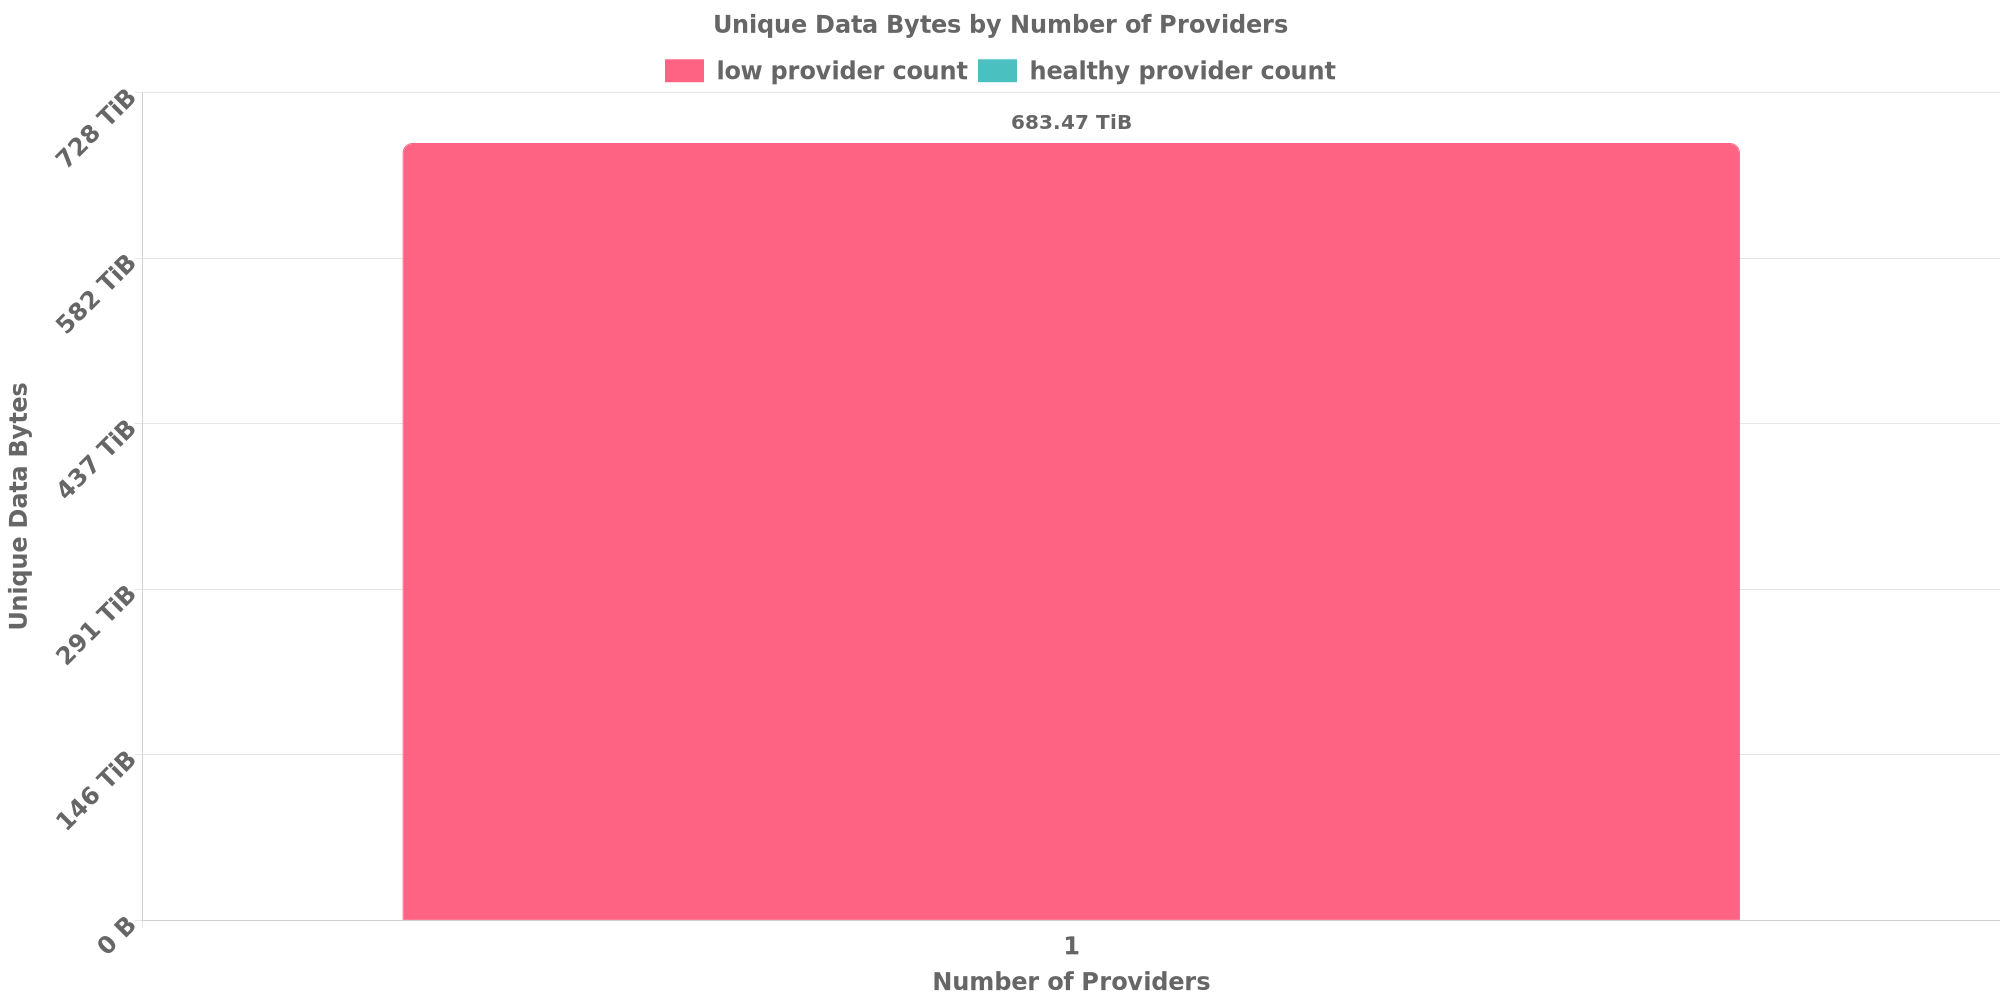 Unique Data Bytes by Number of Providers
low provider count healthy provider count
728 TiB
683.47 TiB
582 TiB
437 TiB
291 TiB
146 TiB
0 B
Unique Data Bytes
1
Number of Providers